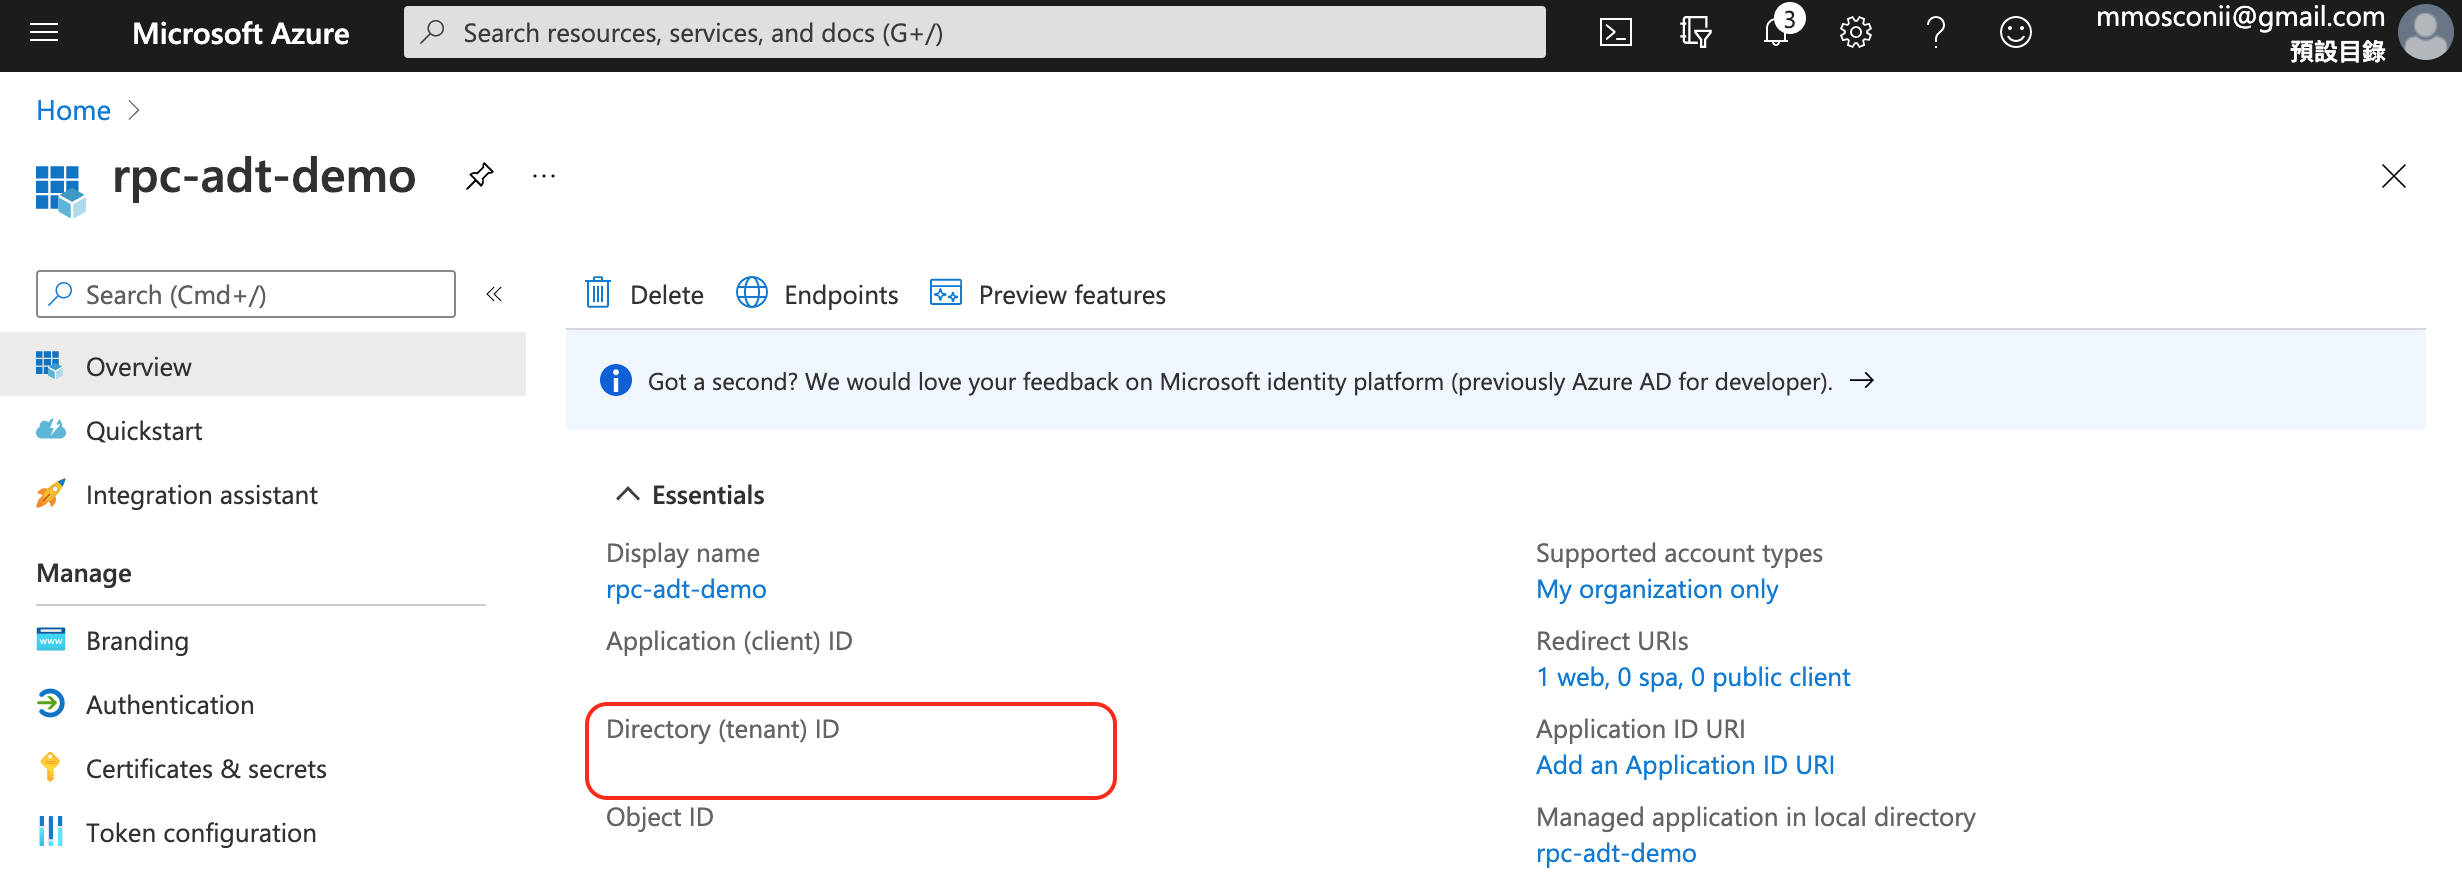 Microsoft Azure
Search resources, services, and docs (G+/)
3
mmosconii@gmail.com
預設目錄
Home
rpc-adt-demo
Search (Cmd+/)
Delete
Endpoints
Preview features
Overview
Got a second? We would love your feedback on Microsoft identity platform (previously Azure AD for developer).
Quickstart
Integration assistant
Essentials
Display name
rpc-adt-demo
Supported account types
My organization only
Manage
Application (client) ID
Redirect URIs
1 web, 0 spa, 0 public client
www
Branding
Authentication
Directory (tenant) ID
Application ID URI
Add an Application ID URI
Certificates & secrets
Object ID
Managed application in local directory
rpc-adt-demo
Token configuration